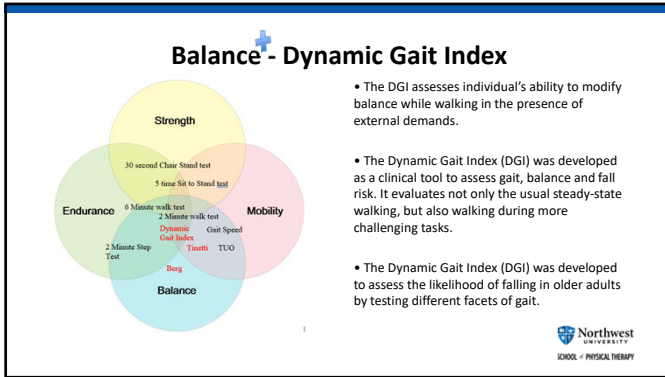 Balance - Dynamic Gait Index
Strength
30 second Chair Stand test
5 time Sit to Stand test
Endurance
6 Minute walk test
2 Minute walk test
Mobility
Dynamic
Gait Index
Gait Speed
2 Minute Step
Test
Tinetti
TUG
Berg
Balance
• The DGI assesses individual's ability to modify
balance while walking in the presence of
external demands.
• The Dynamic Gait Index (DGI) was developed
as a clinical tool to assess gait, balance and fall
risk. It evaluates not only the usual steady-state
walking, but also walking during more
challenging tasks.
• The Dynamic Gait Index (DGI) was developed
to assess the likelihood of falling in older adults
by testing different facets of gait.
Northwest
UNIVERSITY
SCHOOL of PHYSICAL THERAPY